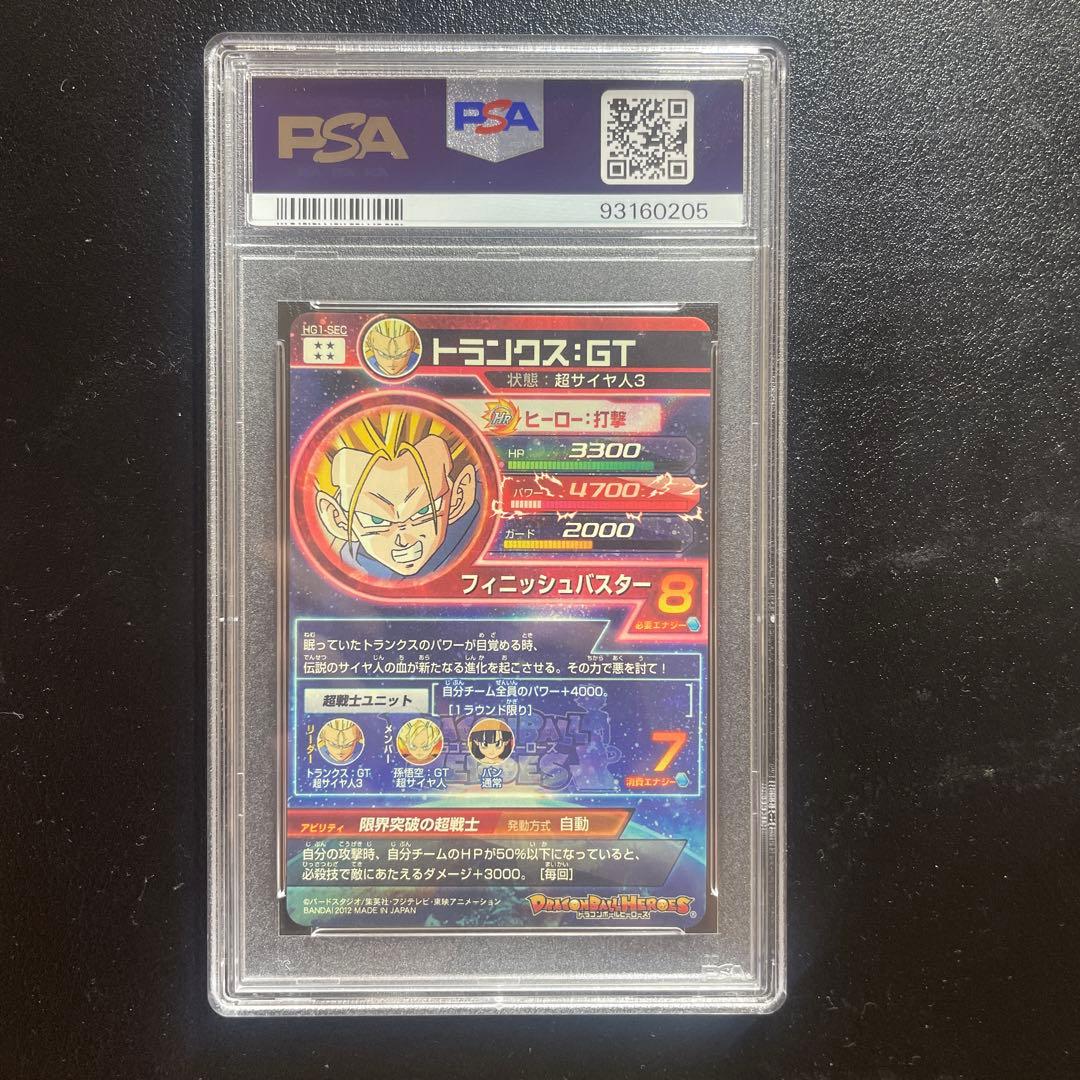 PSA
PSA
93160205
HG1-SEC
トランクス:GT
状態:超サイヤ人3
HR ヒーロー:打撃
HP 3300
パワー 4700
ガード 2000
フィニッシュバスター 8
必要エナジー
眠っていたトランクスのパワーが目覚める時、
伝説のサイヤ人の血が新たなる進化を起こさせる。その力で悪を討て!
超戦士ユニット
自分チーム全員のパワー+4000。
[1ラウンド限り]
リーダー
トランクス:GT
超サイヤ人3
メンバー
孫悟空:GT
超サイヤ人
パン
通常
7
消費エナジー
アビリティ 限界突破の超戦士 発動方式 自動
自分の攻撃時、自分チームのHPが50%以下になっていると、
必殺技で敵にあたえるダメージ+3000。[毎回]
©バードスタジオ/集英社・フジテレビ・東映アニメーション
BANDAI 2012 MADE IN JAPAN
DRAGONBALL HEROES
ドラゴンボールヒーローズ